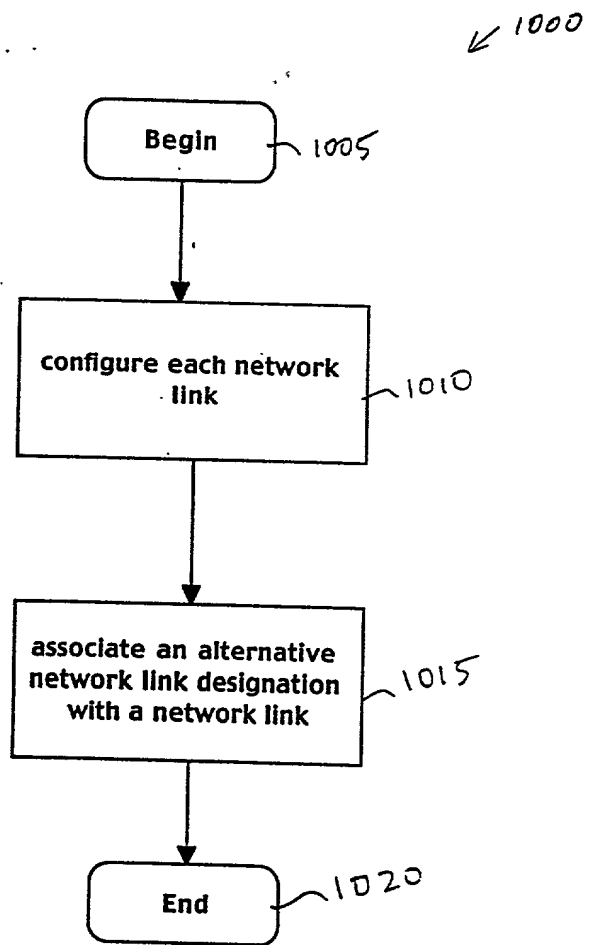 1000
Begin
1005
configure each network
link
1010
associate an alternative
network link designation
with a network link
1015
End
1020